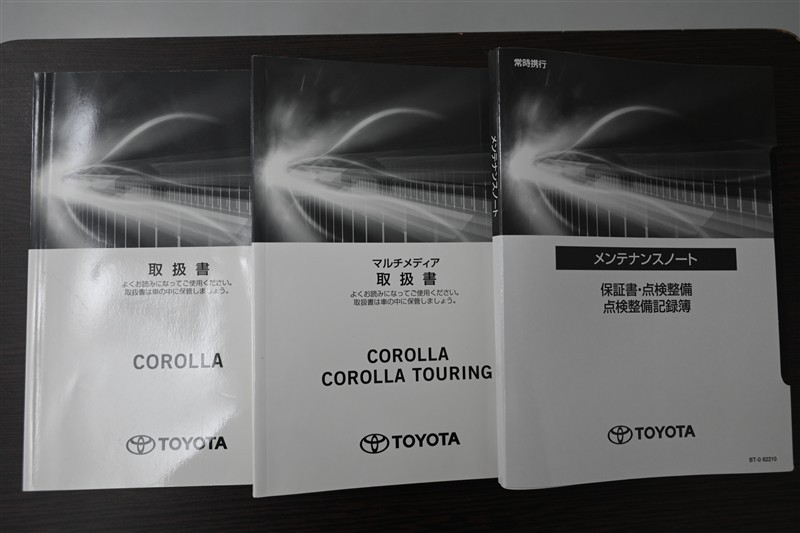 取扱書
よくお読みになってご使用ください。
取扱書は車の中に保管しましょう。
COROLLA
TOYOTA
マルチメディア
取扱書
よくお読みになってご使用ください。
取扱書は車の中に保管しましょう。
COROLLA
COROLLA TOURING
TOYOTA
メンテナンスノート
常時携行
メンテナンスノート
保証書・点検整備
点検整備記録簿
TOYOTA
BT-0 62210